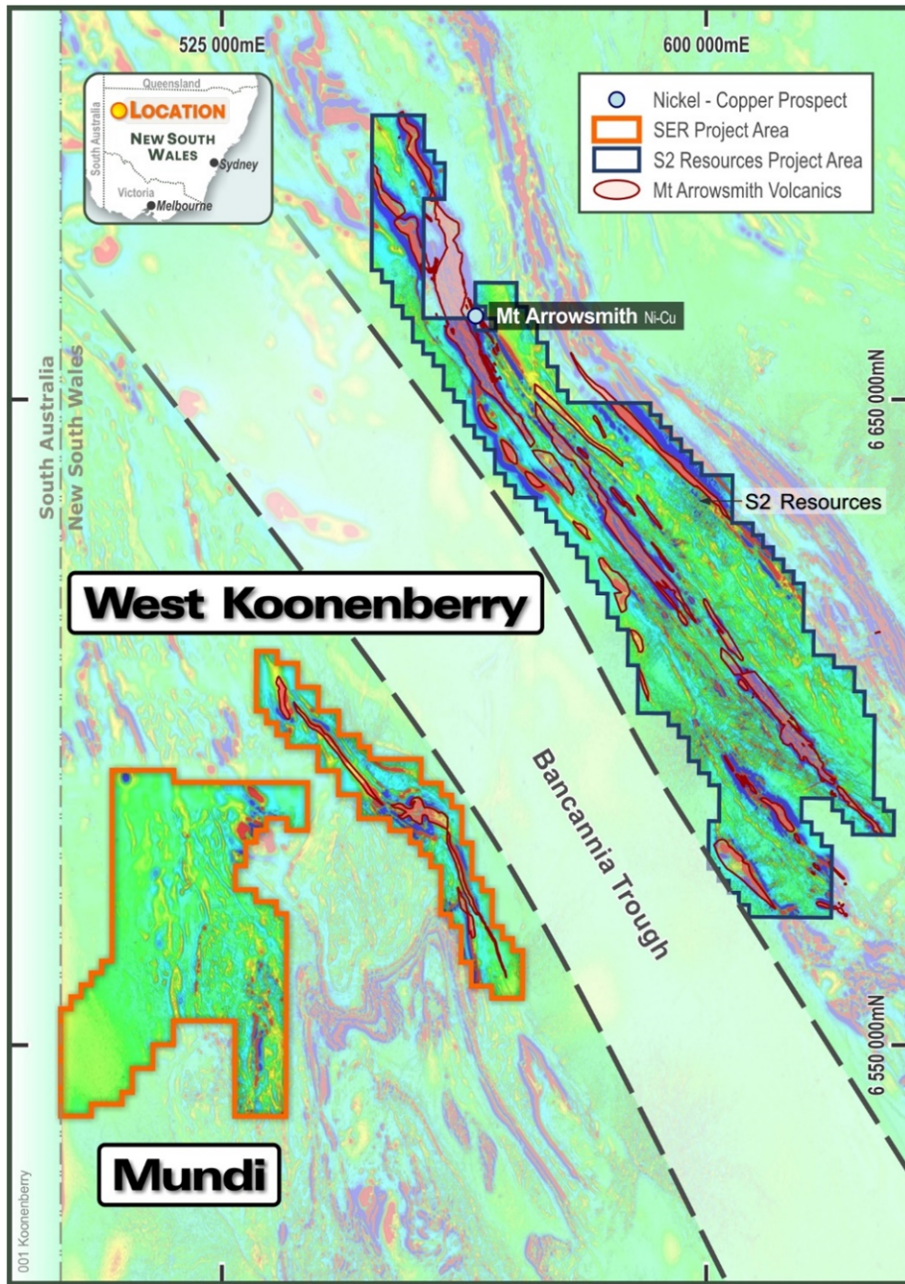 525 000mE
600 000mE
Queensland
South Australia
LOCATION
NEW SOUTH
WALES
Sydney
Victoria
Melbourne
Nickel - Copper Prospect
SER Project Area
S2 Resources Project Area
Mt Arrowsmith Volcanics
Mt Arrowsmith Ni-Cu
6 650 000mN
South Australia
New South Wales
S2 Resources
West Koonenberry
Bancannia Trough
6 550 000mN
Mundi
001 Koonenberry